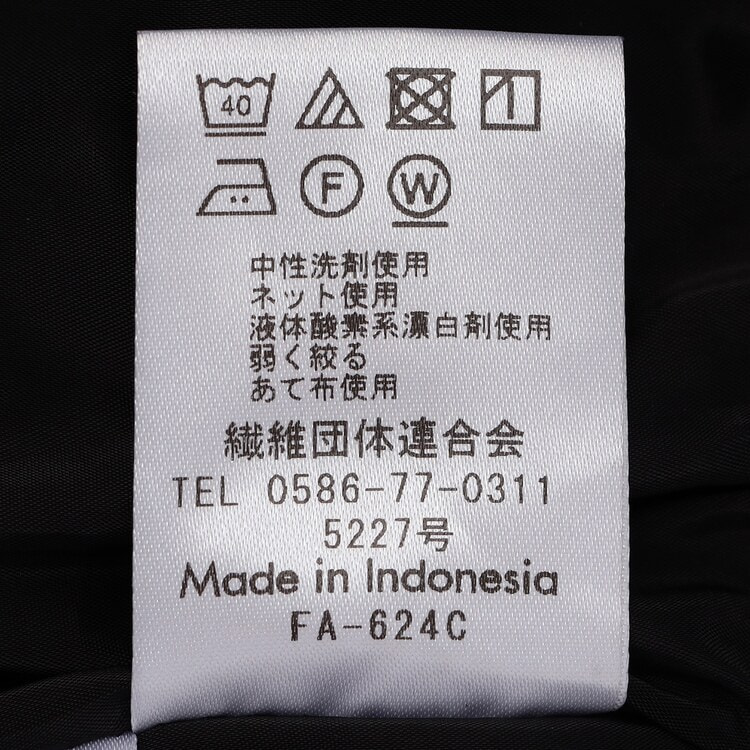 40
F W
中性洗剤使用
ネット使用
液体酸素系漂白剤使用
弱く絞る
あて布使用
繊維団体連合会
TEL 0586-77-0311
5227号
Made in Indonesia
FA-624C